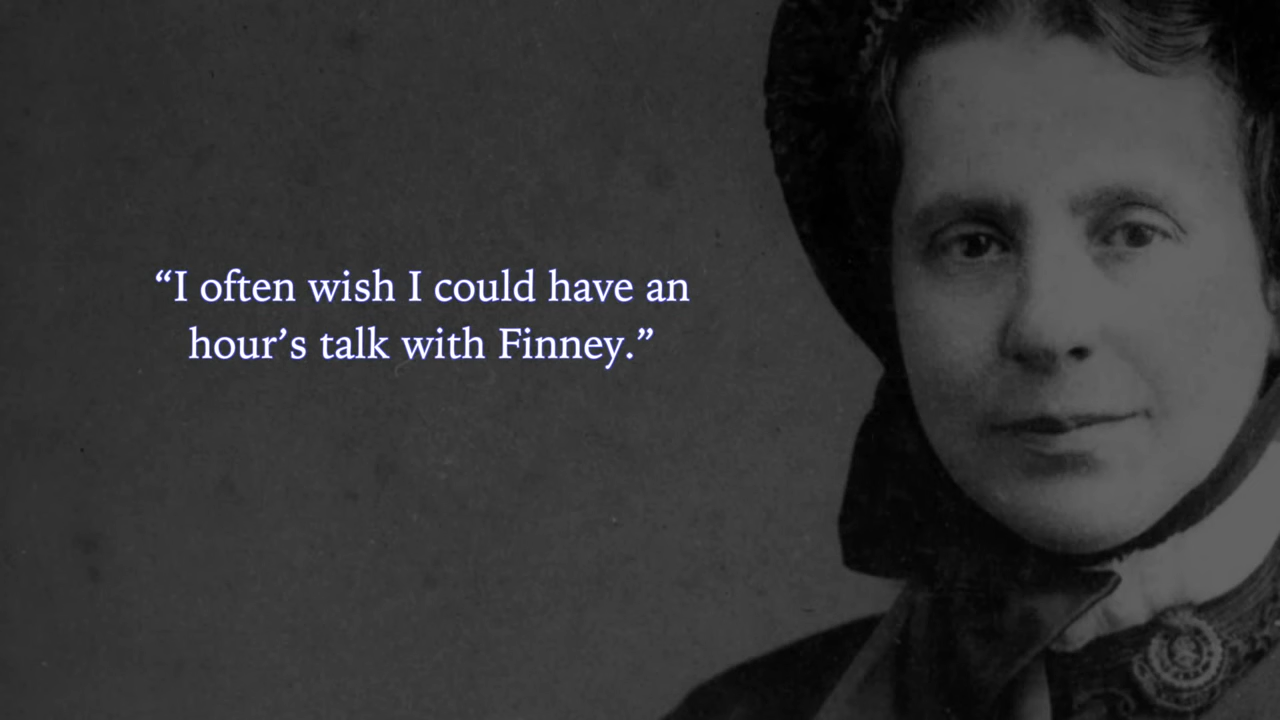 “I often wish I could have an
hour’s talk with Finney.”